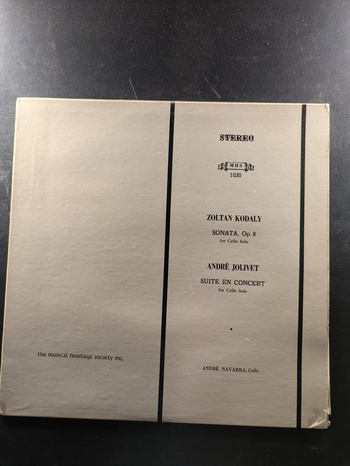 STEREO
MHS
1030
ZOLTAN KODALY
SONATA, Op. 8
for Cello Solo
ANDRÉ JOLIVET
SUITE EN CONCERT
for Cello Solo
the musical heritage society inc.
ANDRÉ NAVARRA, Cello